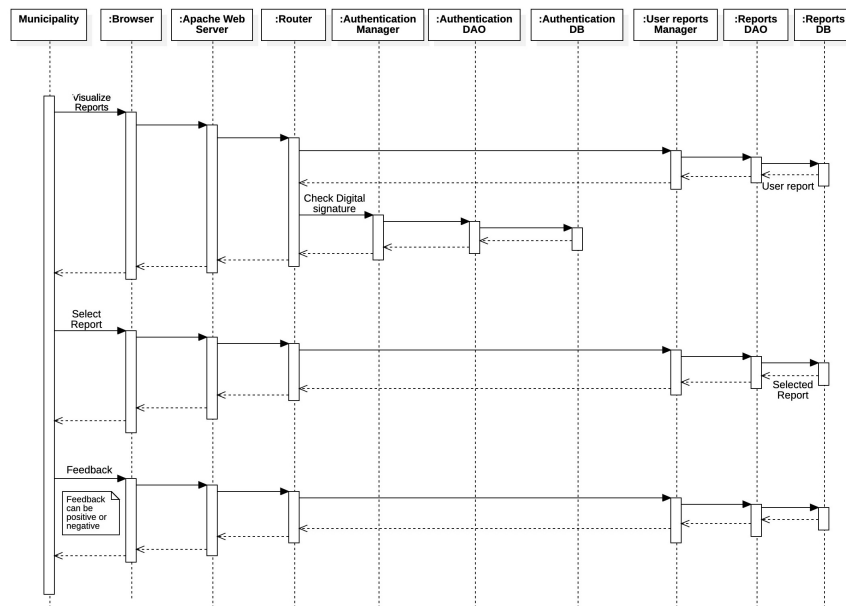 Municipality
:Browser
:Apache Web
Server
:Router
:Authentication
Manager
:Authentication
DAO
:Authentication
DB
:User reports
Manager
:Reports
DAO
:Reports
DB
Visualize
Reports
User report
Check Digital
signature
Select
Report
Selected
Report
Feedback
Feedback
can be
positive or
negative